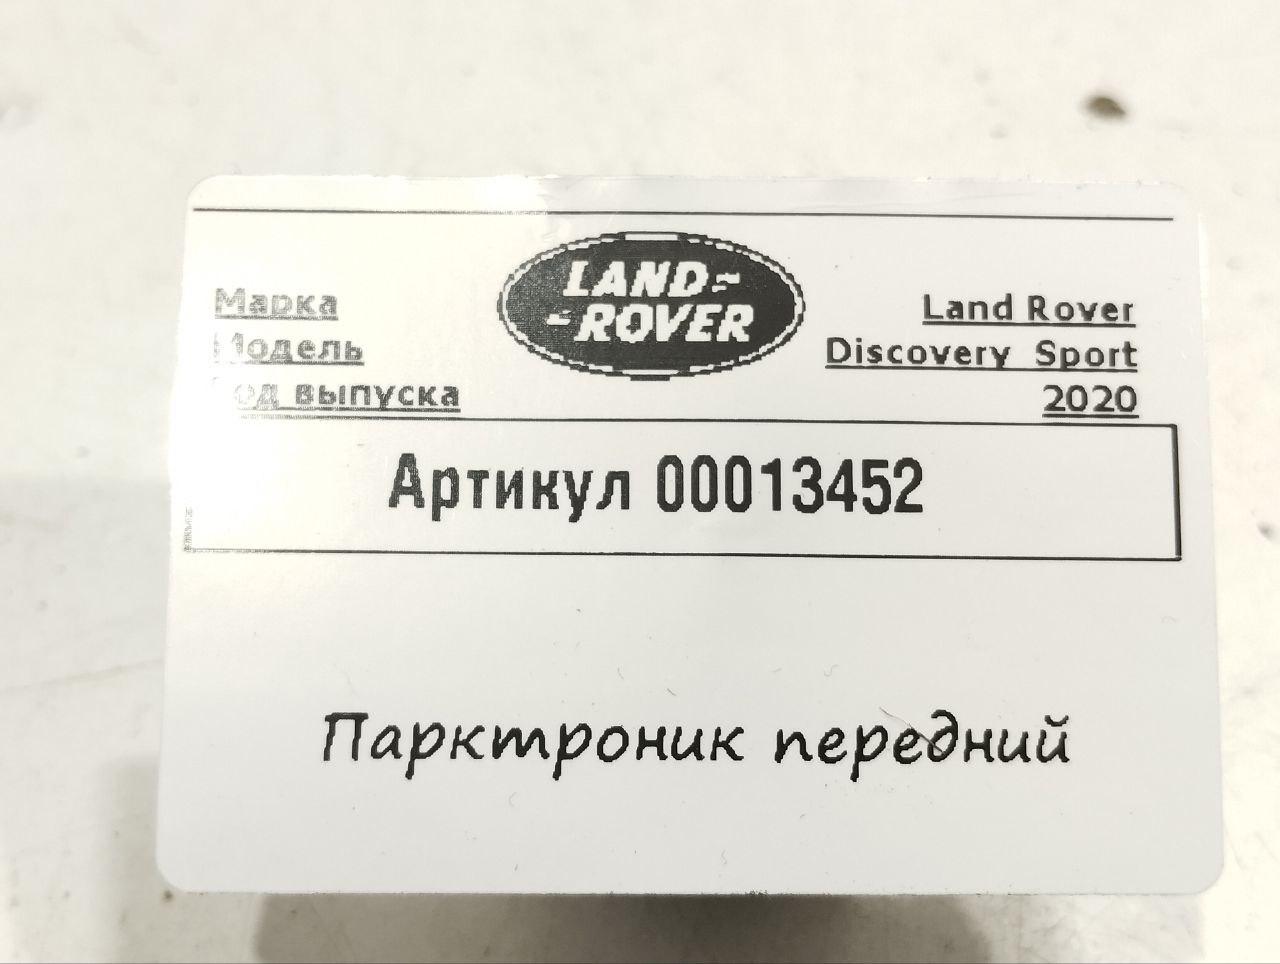 LAND-
-ROVER
Марка Land Rover
Модель Discovery Sport
Год выпуска 2020
Артикул 00013452
Парктроник передний